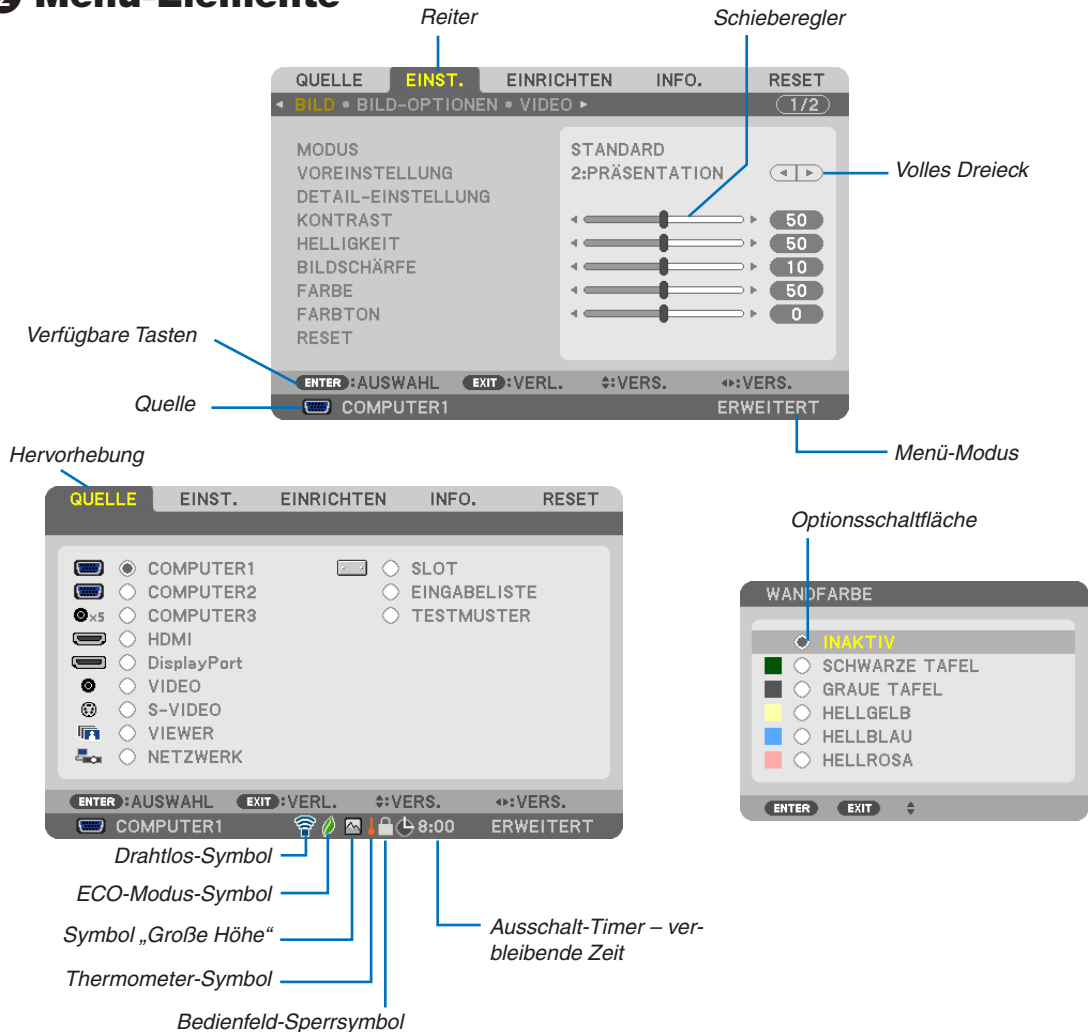 Menü-Elemente
Reiter
Schieberegler
QUELLE EINST. EINRICHTEN INFO. RESET
BILD • BILD-OPTIONEN • VIDEO 1/2
MODUS STANDARD
VOREINSTELLUNG 2:PRÄSENTATION
Volles Dreieck
DETAIL-EINSTELLUNG
KONTRAST 50
HELLIGKEIT 50
BILDSCHÄRFE 10
FARBE 50
FARBTON 0
RESET
Verfügbare Tasten
ENTER :AUSWAHL EXIT :VERL. :VERS. :VERS.
Quelle
COMPUTER1 ERWEITERT
Menü-Modus
Hervorhebung
QUELLE EINST. EINRICHTEN INFO. RESET
COMPUTER1 SLOT
COMPUTER2 EINGABELISTE
×5 COMPUTER3 TESTMUSTER
HDMI
DisplayPort
VIDEO
S-VIDEO
VIEWER
NETZWERK
ENTER :AUSWAHL EXIT :VERL. :VERS. :VERS.
COMPUTER1 8:00 ERWEITERT
Optionsschaltfläche
WANDFARBE
INAKTIV
SCHWARZE TAFEL
GRAUE TAFEL
HELLGELB
HELLBLAU
HELLROSA
ENTER EXIT
Drahtlos-Symbol
ECO-Modus-Symbol
Symbol „Große Höhe“
Thermometer-Symbol
Bedienfeld-Sperrsymbol
Ausschalt-Timer – ver-
bleibende Zeit